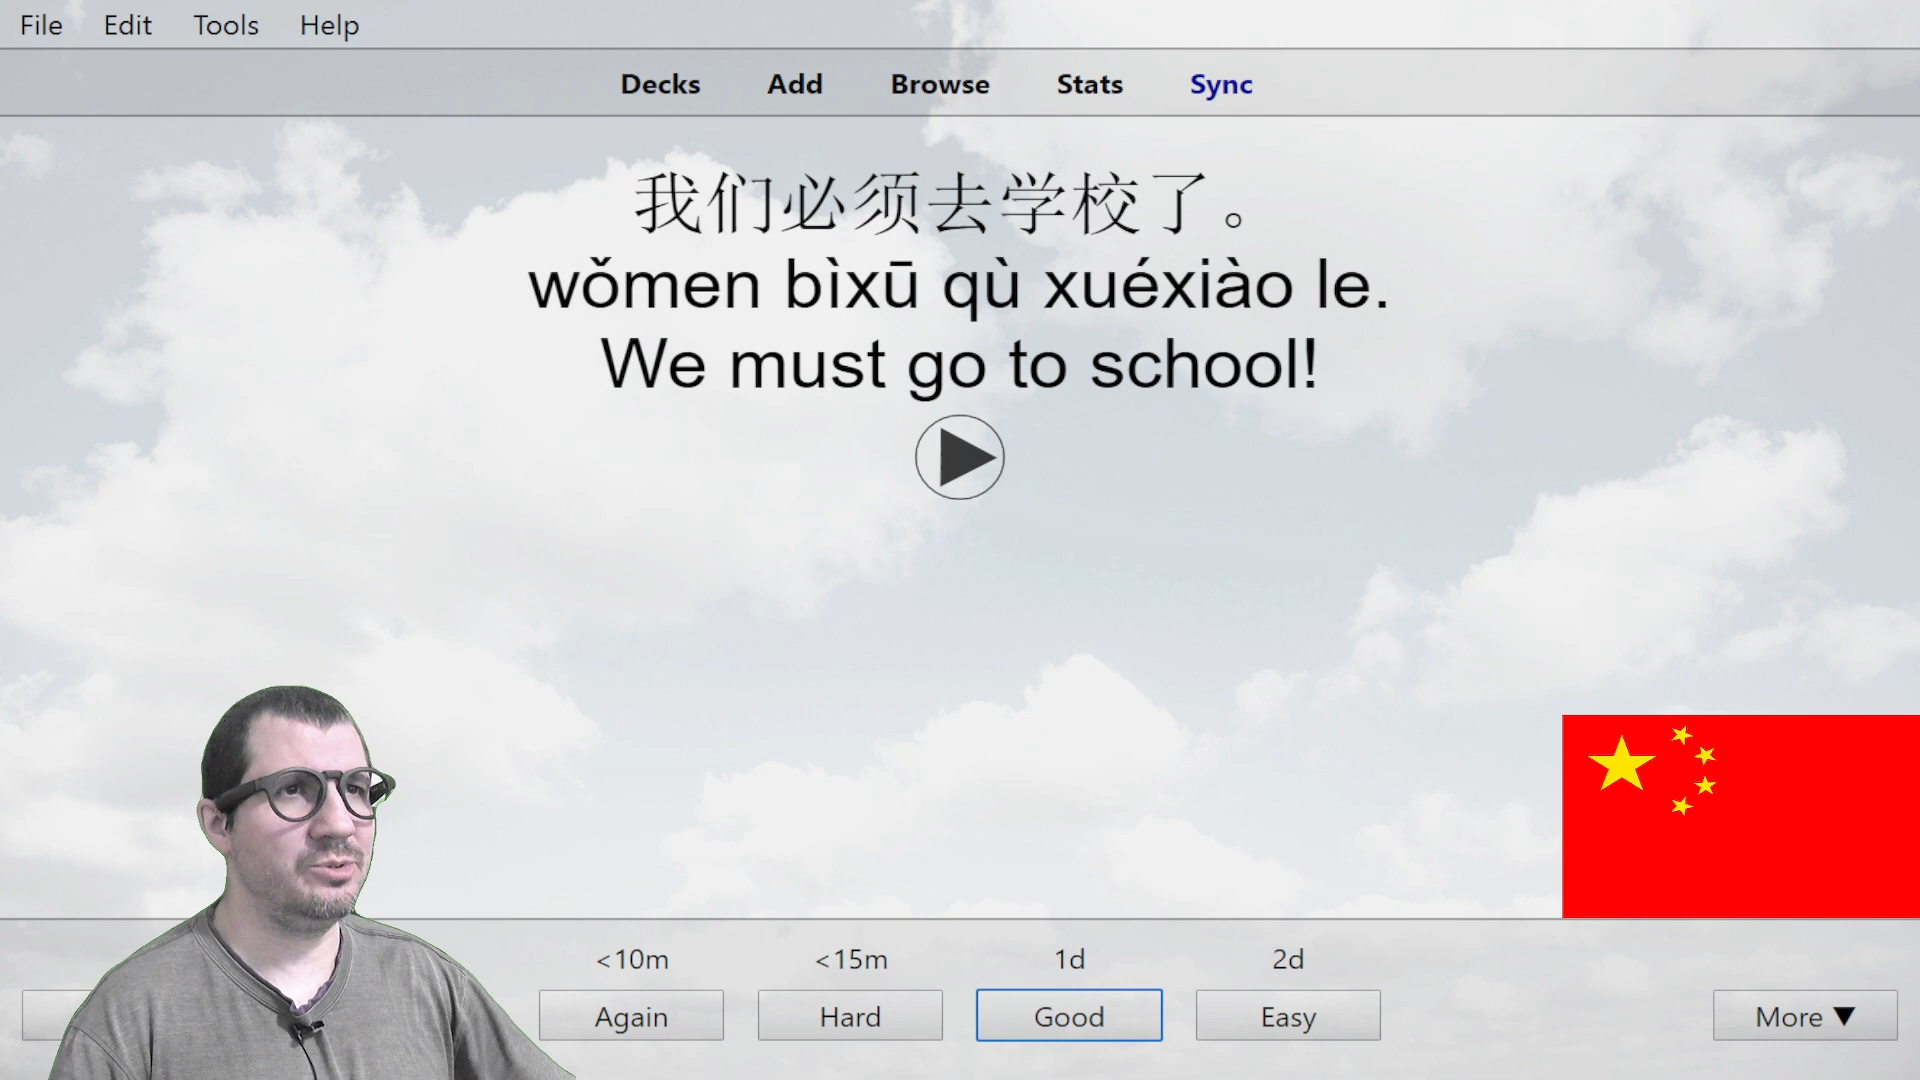 File Edit Tools Help
Decks Add Browse Stats Sync
我们必须去学校了。
wǒmen bìxū qù xuéxiào le.
We must go to school!
<10m <15m 1d 2d
Again Hard Good Easy More ▼